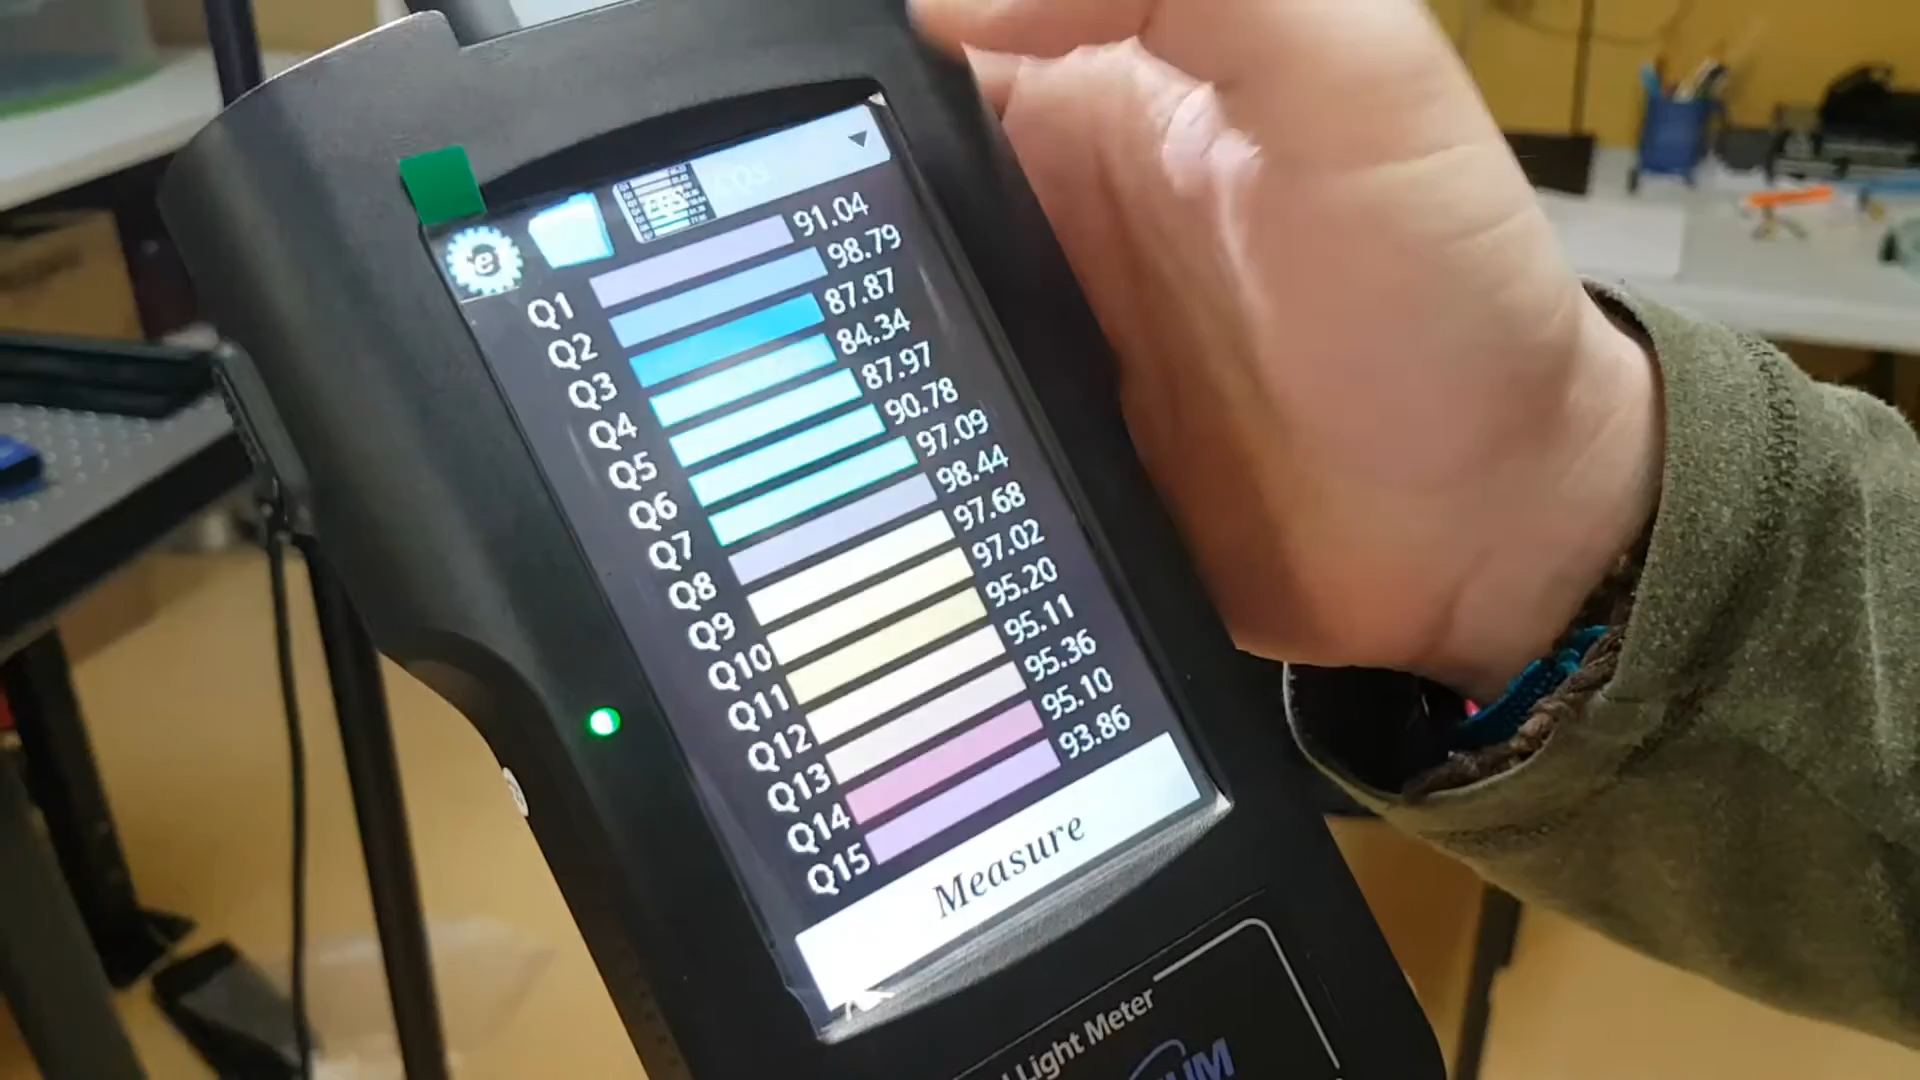 CQS
Q1 91.04
Q2 98.79
Q3 87.87
Q4 84.34
Q5 87.97
Q6 90.78
Q7 97.09
Q8 98.44
Q9 97.68
Q10 97.02
Q11 95.20
Q12 95.11
Q13 95.36
Q14 95.10
Q15 93.86
Measure
Light Meter
UM